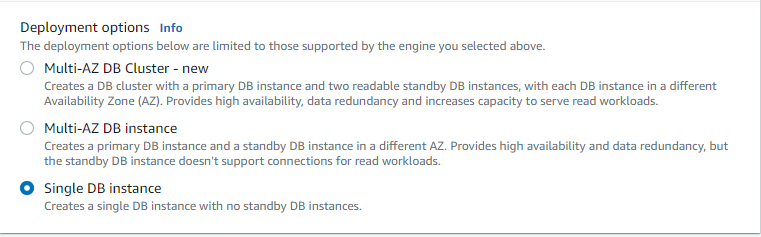 Deployment options Info
The deployment options below are limited to those supported by the engine you selected above.
Multi-AZ DB Cluster - new
Creates a DB cluster with a primary DB instance and two readable standby DB instances, with each DB instance in a different
Availability Zone (AZ). Provides high availability, data redundancy and increases capacity to serve read workloads.
Multi-AZ DB instance
Creates a primary DB instance and a standby DB instance in a different AZ. Provides high availability and data redundancy, but
the standby DB instance doesn't support connections for read workloads.
Single DB instance
Creates a single DB instance with no standby DB instances.